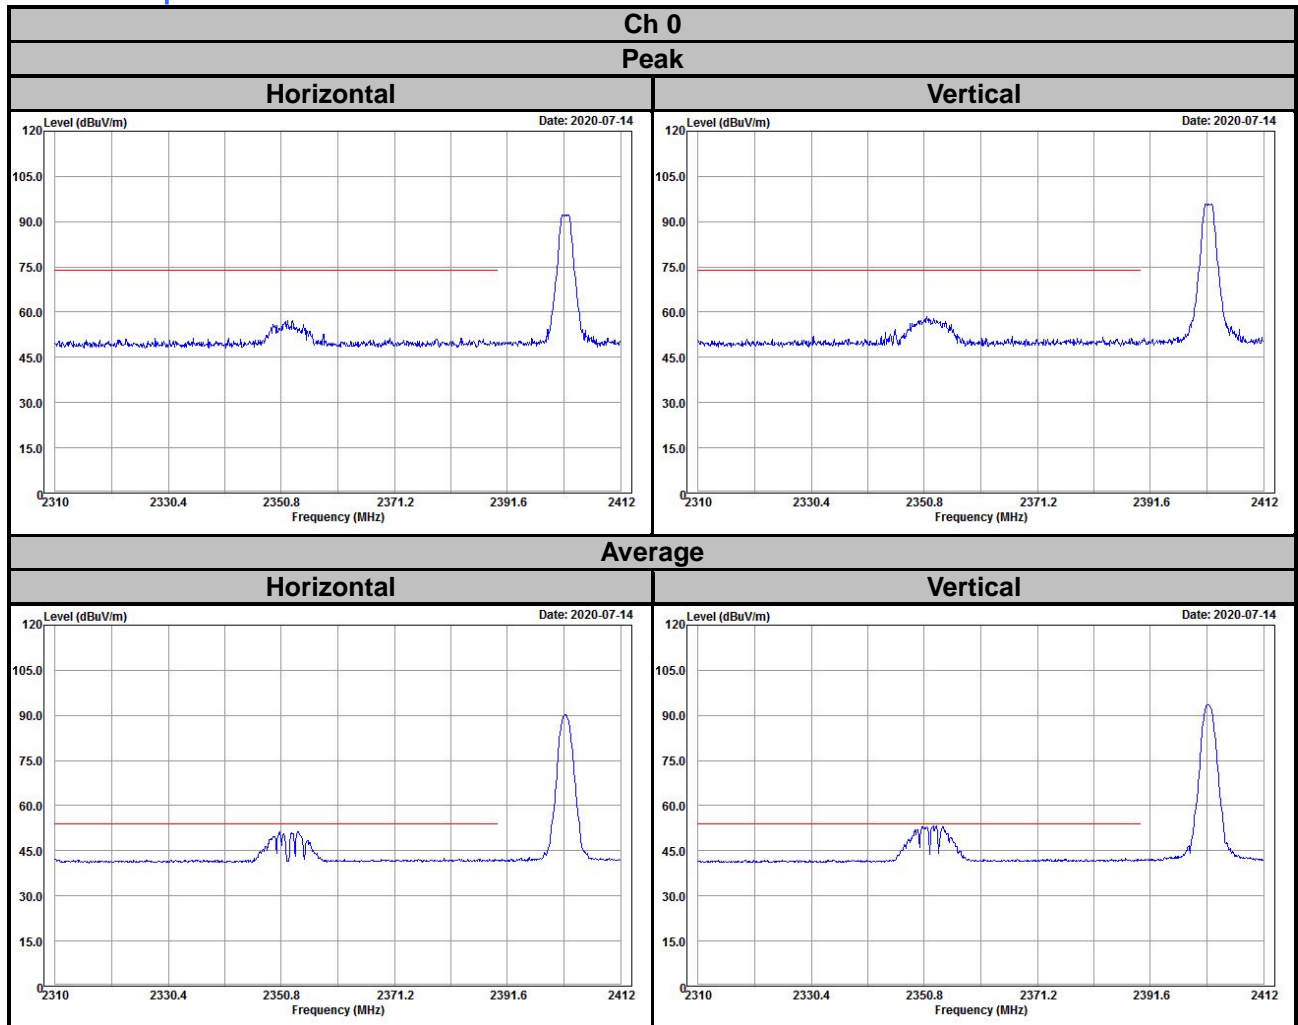 Ch 0
Peak
Horizontal Vertical
Level (dBuV/m) Date: 2020-07-14 Level (dBuV/m) Date: 2020-07-14
120 120
105.0 105.0
90.0 90.0
75.0 75.0
60.0 60.0
45.0 45.0
30.0 30.0
15.0 15.0
0 0
2310 2330.4 2350.8 2371.2 2391.6 2412 2310 2330.4 2350.8 2371.2 2391.6 2412
Frequency (MHz) Frequency (MHz)
Average
Horizontal Vertical
Level (dBuV/m) Date: 2020-07-14 Level (dBuV/m) Date: 2020-07-14
120 120
105.0 105.0
90.0 90.0
75.0 75.0
60.0 60.0
45.0 45.0
30.0 30.0
15.0 15.0
0 0
2310 2330.4 2350.8 2371.2 2391.6 2412 2310 2330.4 2350.8 2371.2 2391.6 2412
Frequency (MHz) Frequency (MHz)